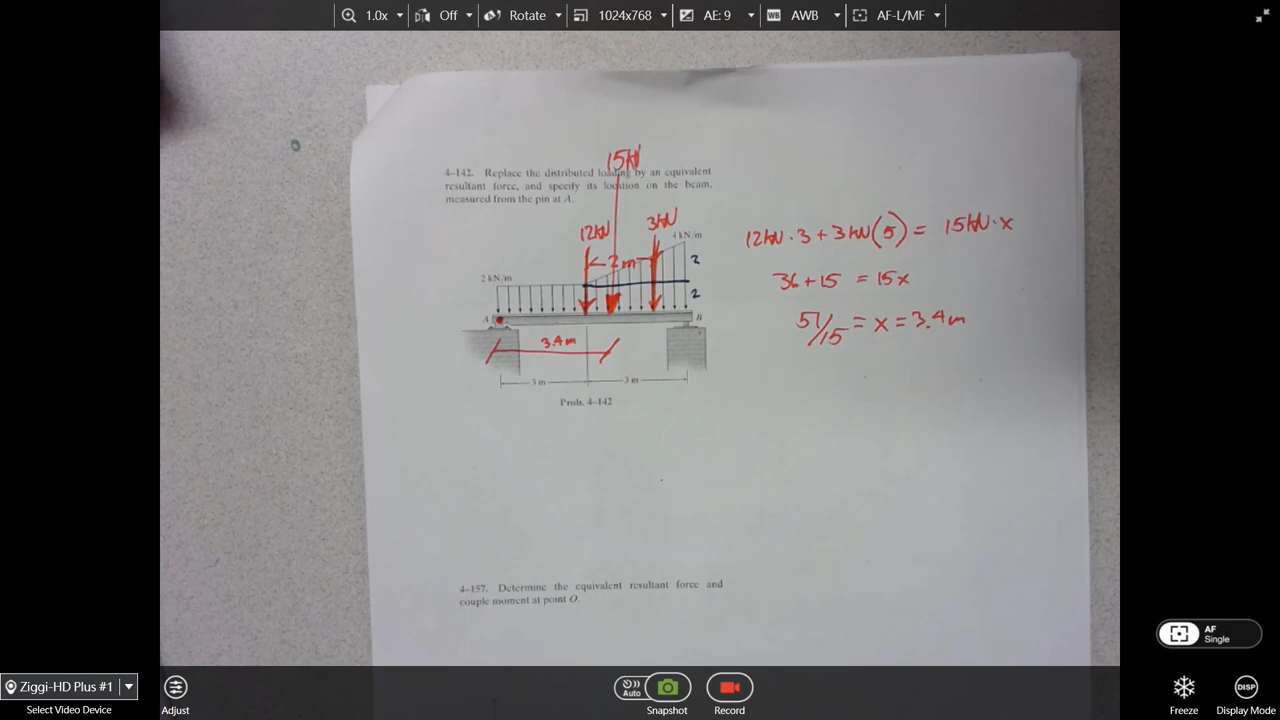 1.0x
Off
Rotate
1024x768
AE: 9
WB AWB
AF-L/MF
15kN
4–142. Replace the distributed loading by an equivalent
resultant force, and specify its location on the beam,
measured from the pin at A.
12kN
3kN
4 kN/m
2 m
2
2 kN/m
2
A
B
3.4 m
3 m
3 m
Prob. 4–142
12kN · 3 + 3kN(5) = 15kN · x
36 + 15 = 15x
51/15 = x = 3.4 m
4–157. Determine the equivalent resultant force and
couple moment at point O.
AF
Single
Ziggi-HD Plus #1
Select Video Device
Adjust
Auto
Snapshot
Record
Freeze
DISP
Display Mode